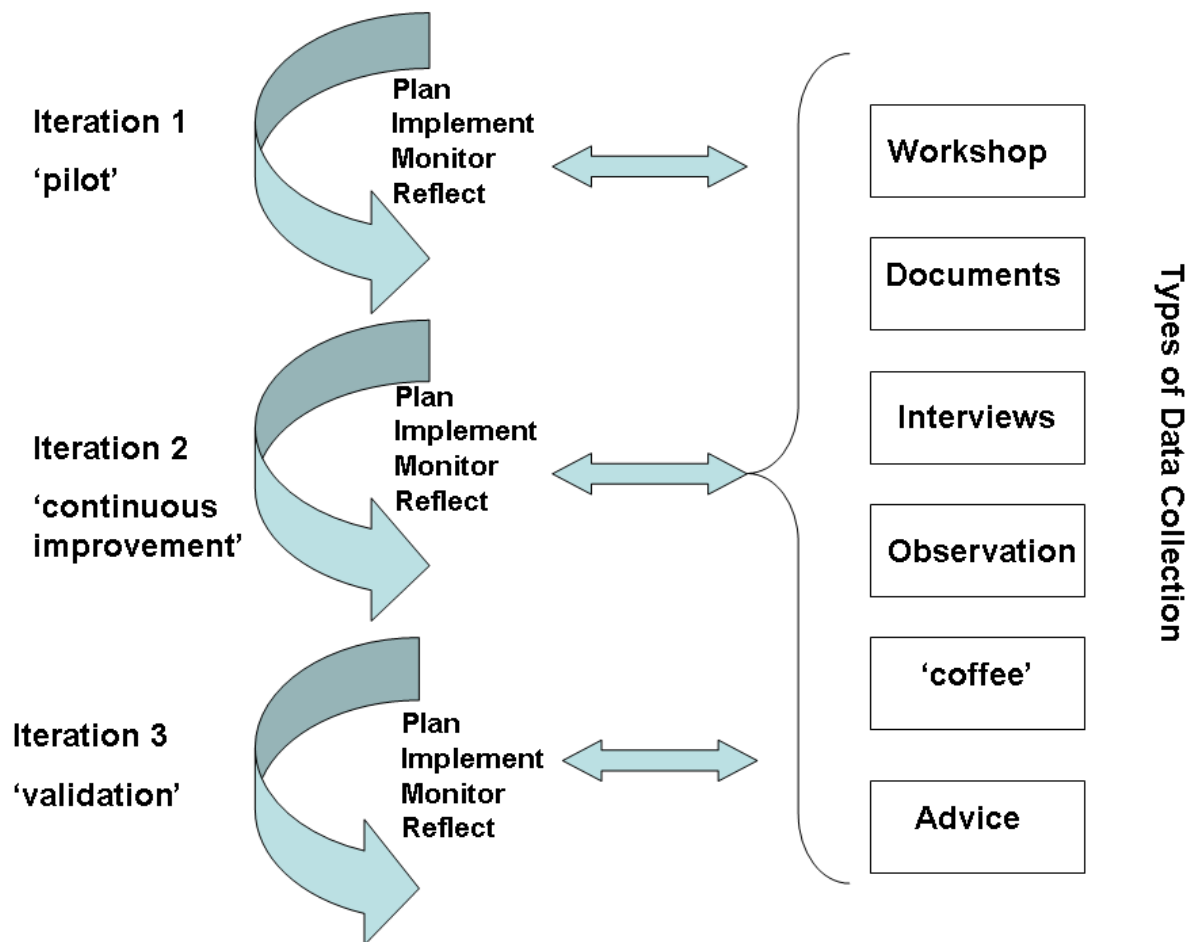 Iteration 1
‘pilot’
Plan
Implement
Monitor
Reflect
Iteration 2
‘continuous
improvement’
Plan
Implement
Monitor
Reflect
Iteration 3
‘validation’
Plan
Implement
Monitor
Reflect
Workshop
Documents
Interviews
Observation
‘coffee’
Advice
Types of Data Collection